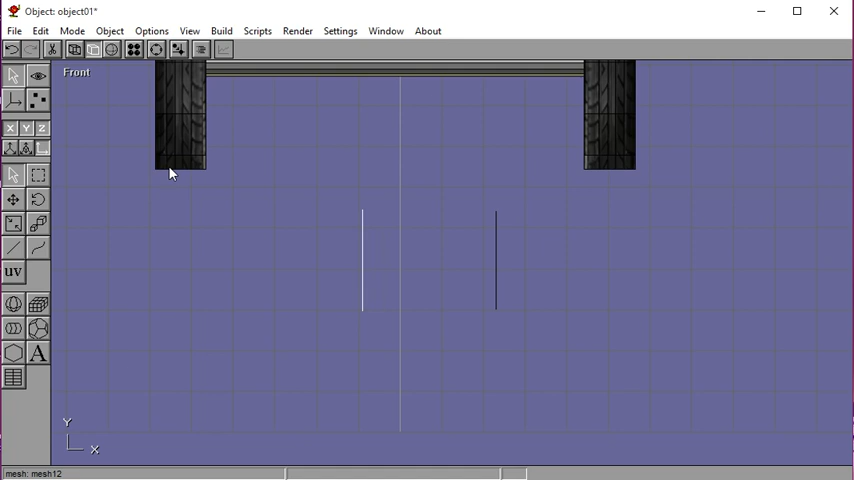 Object: object01*
File Edit Mode Object Options View Build Scripts Render Settings Window About
Front
X Y Z
uv
A
Y
X
mesh: mesh12